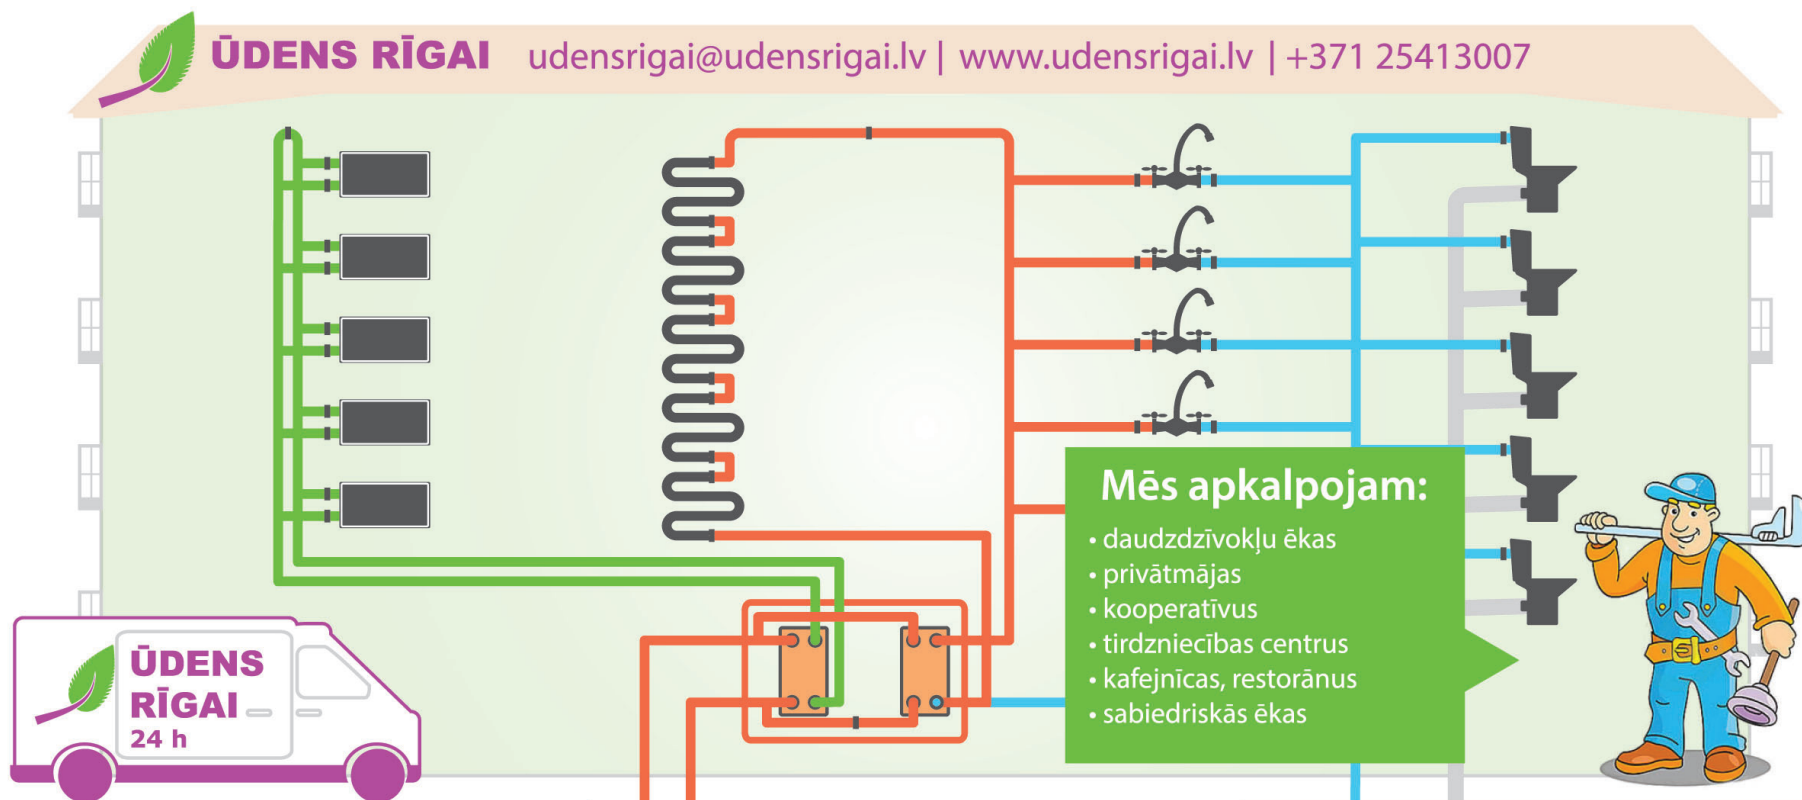 ŪDENS RĪGAI udensrigai@udensrigai.lv | www.udensrigai.lv | +371 25413007
Mēs apkalpojam:
• daudzdzīvokļu ēkas
• privātmājas
• kooperatīvus
• tirdzniecības centrus
• kafejnīcas, restorānus
• sabiedriskās ēkas
ŪDENS
RĪGAI
24 h